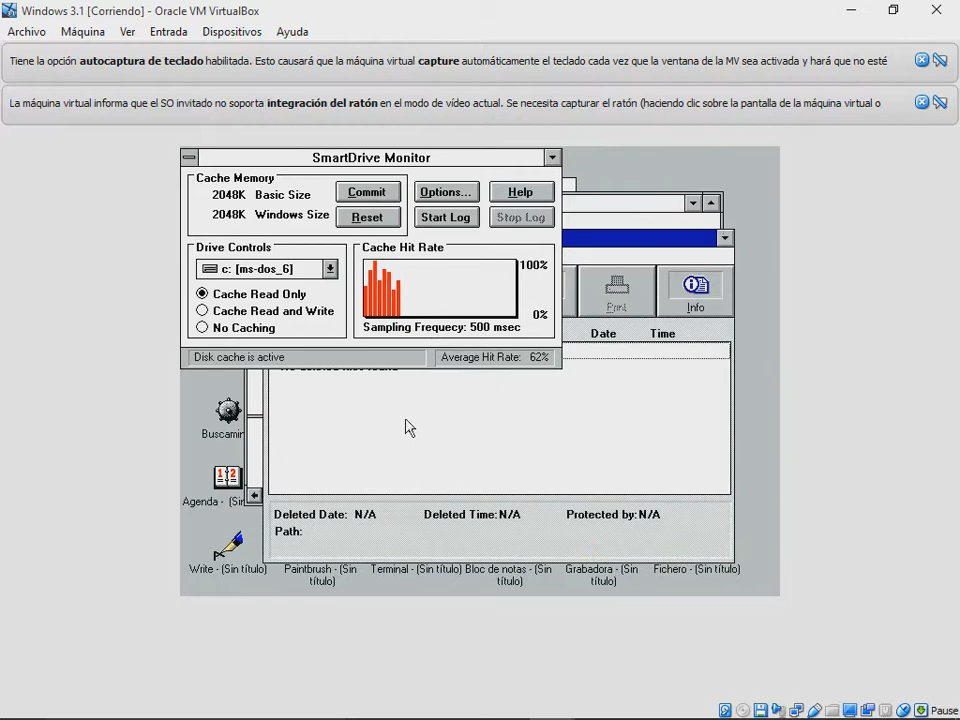 Windows 3.1 [Corriendo] - Oracle VM VirtualBox
Archivo Máquina Ver Entrada Dispositivos Ayuda
Tiene la opción autocaptura de teclado habilitada. Esto causará que la máquina virtual capture automáticamente el teclado cada vez que la ventana de la MV sea activada y hará que no esté
La máquina virtual informa que el SO invitado no soporta integración del ratón en el modo de vídeo actual. Se necesita capturar el ratón (haciendo clic sobre la pantalla de la máquina virtual o
SmartDrive Monitor
Cache Memory
2048K Basic Size
2048K Windows Size
Commit
Reset
Options...
Help
Start Log
Stop Log
Drive Controls
c: [ms-dos_6]
Cache Read Only
Cache Read and Write
No Caching
Cache Hit Rate
100%
0%
Sampling Frequecy: 500 msec
Disk cache is active
Average Hit Rate: 62%
Print
Info
Date Time
Buscamin
Agenda - (Sin
Deleted Date: N/A Deleted Time: N/A Protected by: N/A
Path:
Write - (Sin título)
Paintbrush - (Sin
título)
Terminal - (Sin título)
Bloc de notas - (Sin
título)
Grabadora - (Sin
título)
Fichero - (Sin título)
Pause